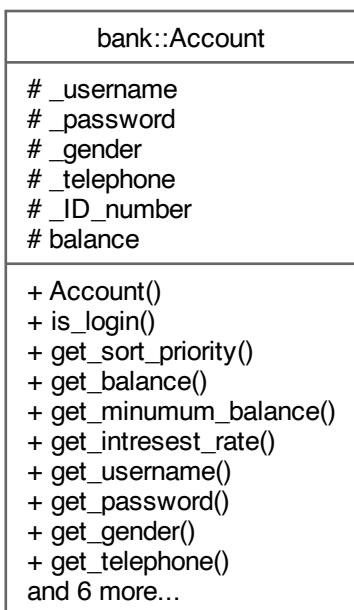 bank::Account
# _username
# _password
# _gender
# _telephone
# _ID_number
# balance
+ Account()
+ is_login()
+ get_sort_priority()
+ get_balance()
+ get_minumum_balance()
+ get_intresest_rate()
+ get_username()
+ get_password()
+ get_gender()
+ get_telephone()
and 6 more...